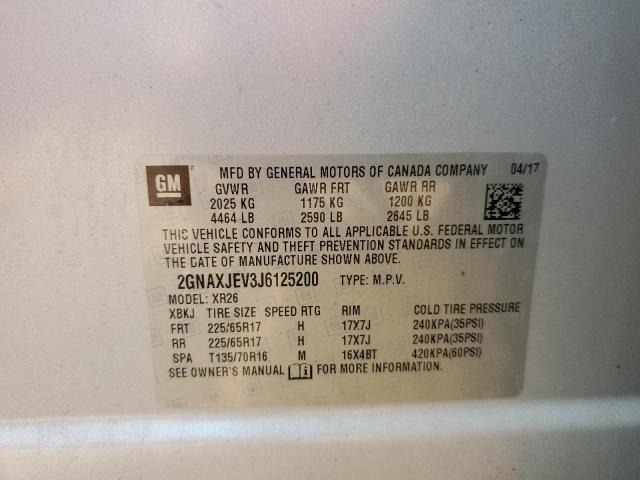 GM
MFD BY GENERAL MOTORS OF CANADA COMPANY 04/17
GVWR GAWR FRT GAWR RR
2025 KG 1175 KG 1200 KG
4464 LB 2590 LB 2645 LB
THIS VEHICLE CONFORMS TO ALL APPLICABLE U.S. FEDERAL MOTOR
VEHICLE SAFETY AND THEFT PREVENTION STANDARDS IN EFFECT ON
THE DATE OF MANUFACTURE SHOWN ABOVE.
2GNAXJEV3J6125200 TYPE: M.P.V.
MODEL: XR26
XBKJ TIRE SIZE SPEED RTG RIM COLD TIRE PRESSURE
FRT 225/65R17 H 17X7J 240KPA(35PSI)
RR 225/65R17 H 17X7J 240KPA(35PSI)
SPA T135/70R16 M 16X4BT 420KPA(60PSI)
SEE OWNER'S MANUAL FOR MORE INFORMATION.